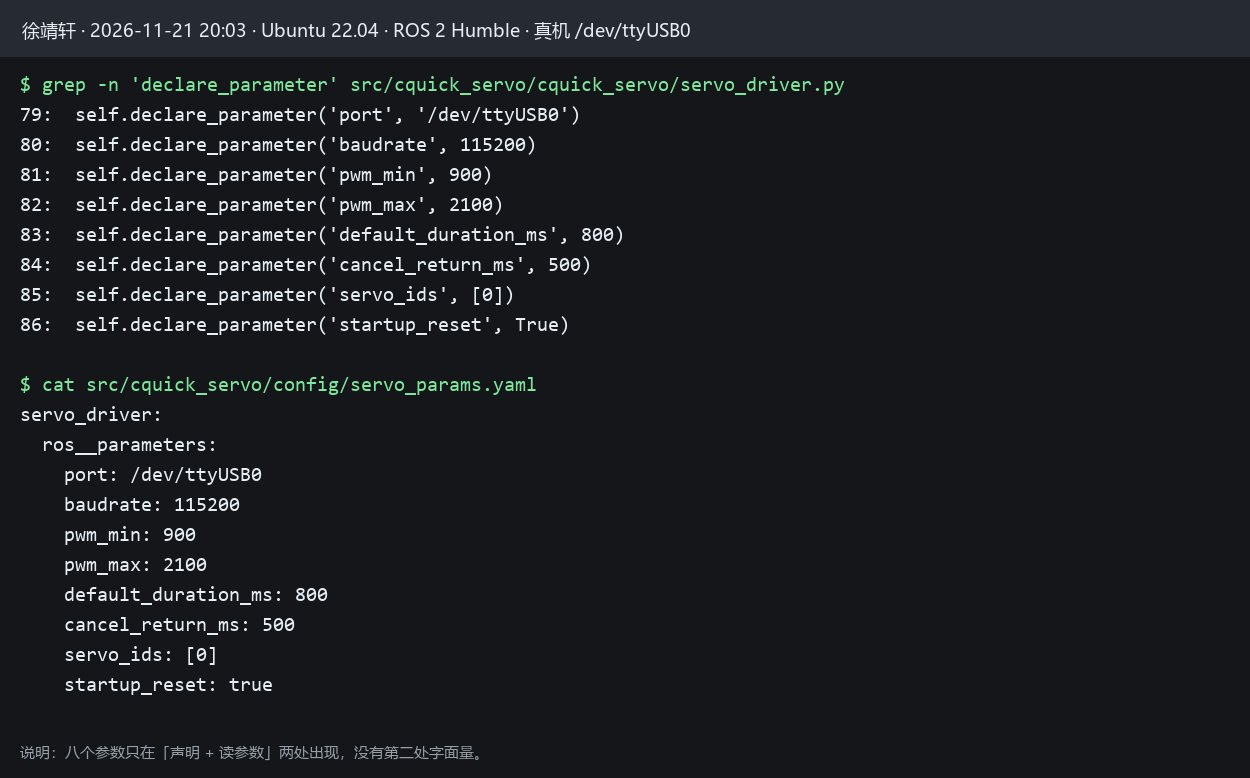 徐靖轩 · 2026-11-21 20:03 · Ubuntu 22.04 · ROS 2 Humble · 真机 /dev/ttyUSB0
$ grep -n 'declare_parameter' src/cquick_servo/cquick_servo/servo_driver.py
79:  self.declare_parameter('port', '/dev/ttyUSB0')
80:  self.declare_parameter('baudrate', 115200)
81:  self.declare_parameter('pwm_min', 900)
82:  self.declare_parameter('pwm_max', 2100)
83:  self.declare_parameter('default_duration_ms', 800)
84:  self.declare_parameter('cancel_return_ms', 500)
85:  self.declare_parameter('servo_ids', [0])
86:  self.declare_parameter('startup_reset', True)
$ cat src/cquick_servo/config/servo_params.yaml
servo_driver:
  ros__parameters:
    port: /dev/ttyUSB0
    baudrate: 115200
    pwm_min: 900
    pwm_max: 2100
    default_duration_ms: 800
    cancel_return_ms: 500
    servo_ids: [0]
    startup_reset: true
说明：八个参数只在「声明 + 读参数」两处出现，没有第二处字面量。